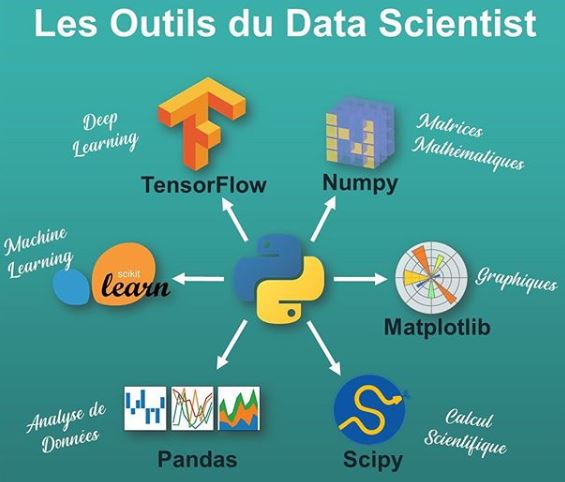 Les Outils du Data Scientist
Deep
Learning
TensorFlow
Matrices
Mathématiques
Numpy
Machine
Learning
scikit
learn
Graphiques
Matplotlib
Analyse de
Données
Pandas
Calcul
Scientifique
Scipy